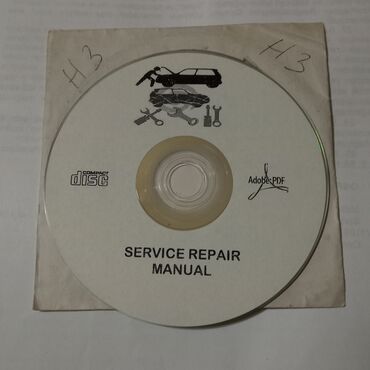 H3
H3
COMPACT
disc
Adobe PDF
SERVICE REPAIR
MANUAL